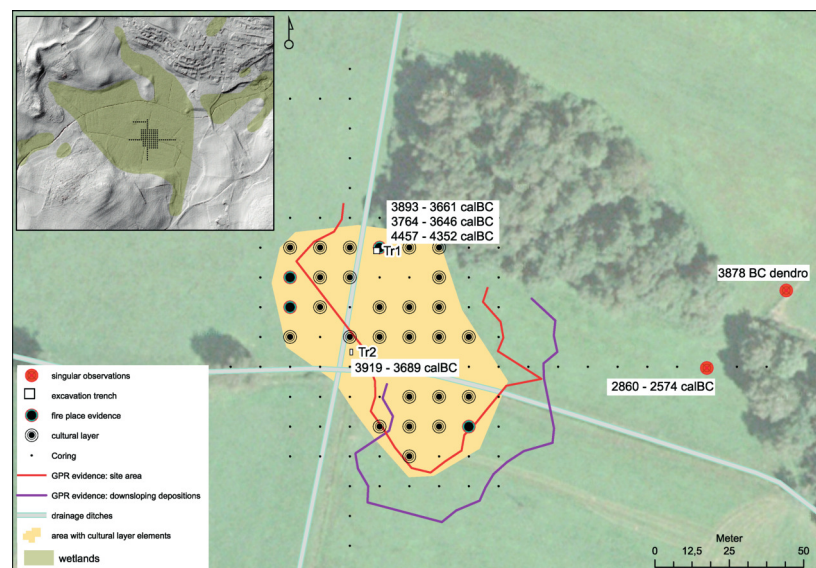 3893 - 3661 calBC
3764 - 3646 calBC
4457 - 4352 calBC
Tr1
3878 BC dendro
Tr2
3919 - 3689 calBC
2860 - 2574 calBC
singular observations
excavation trench
fire place evidence
cultural layer
Coring
GPR evidence: site area
GPR evidence: downsloping depositions
drainage ditches
area with cultural layer elements
wetlands
Meter
0 12,5 25 50